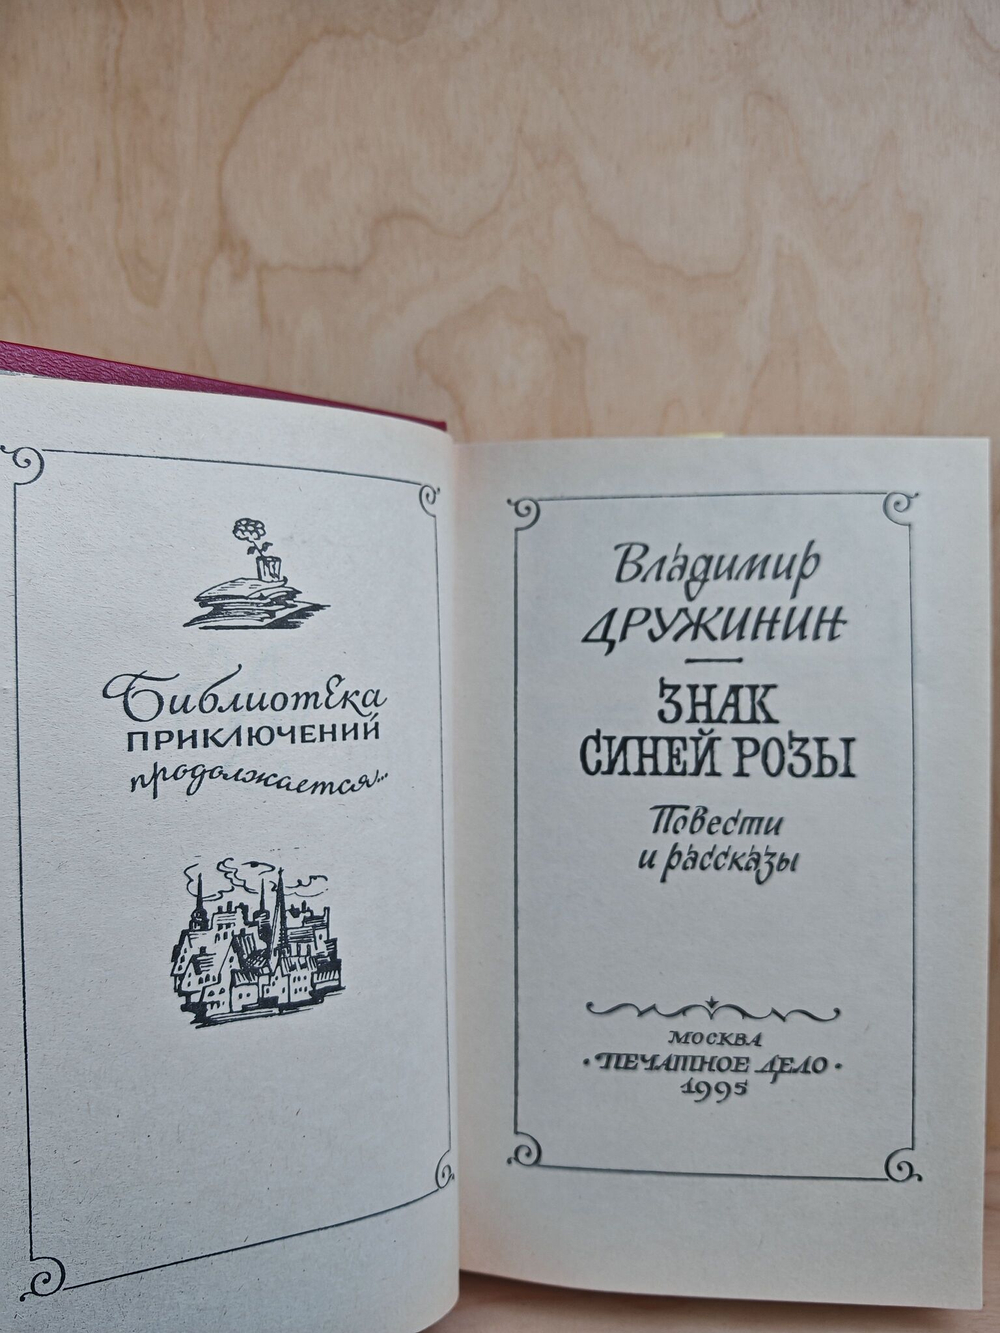 Библиотека
ПРИКЛЮЧЕНИЙ
продолжается...
Владимир
ДРУЖИНИН
ЗНАК
СИНЕЙ РОЗЫ
Повести
и рассказы
МОСКВА
·ПЕЧАТНОЕ ДЕЛО·
1995